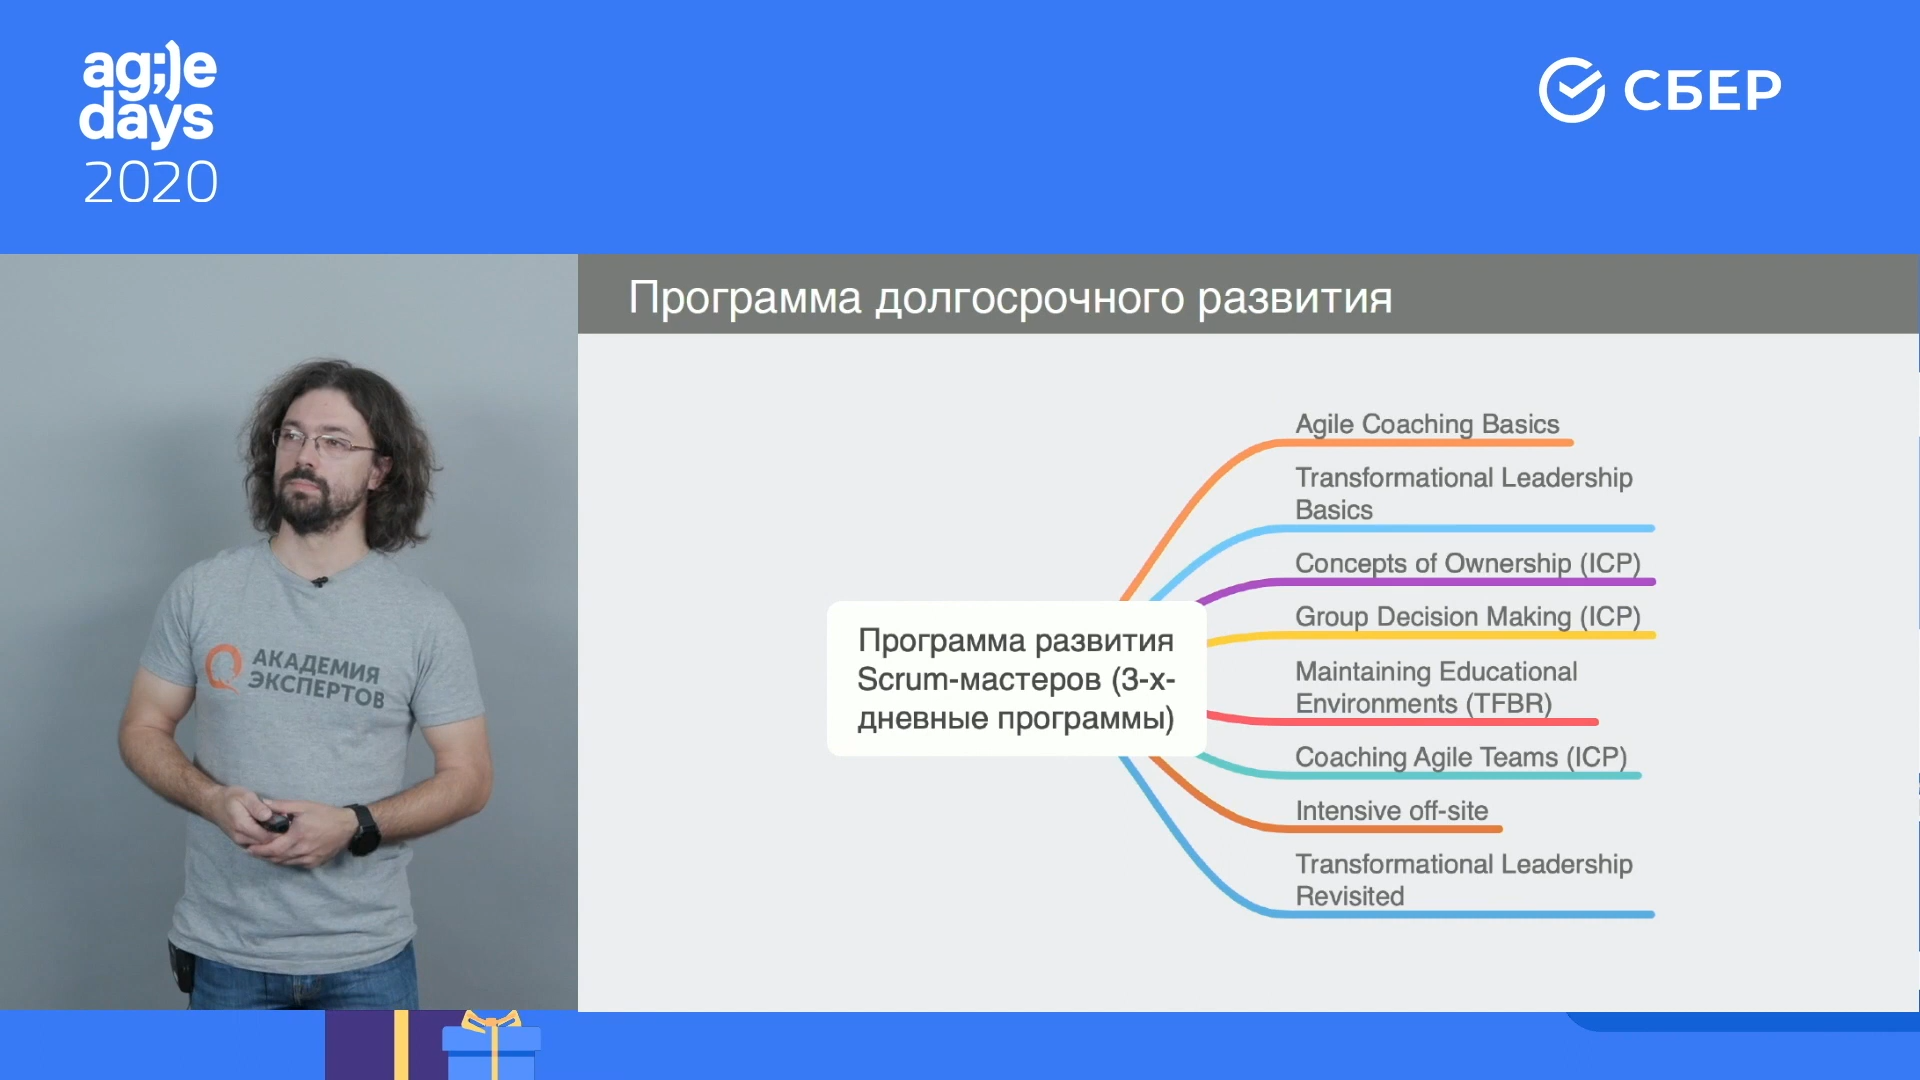 ag;le
days
2020
СБЕР
Программа долгосрочного развития
Agile Coaching Basics
Transformational Leadership
Basics
Concepts of Ownership (ICP)
Group Decision Making (ICP)
Программа развития
Scrum-мастеров (3-х-
дневные программы)
Maintaining Educational
Environments (TFBR)
Coaching Agile Teams (ICP)
Intensive off-site
Transformational Leadership
Revisited
АКАДЕМИЯ
ЭКСПЕРТОВ